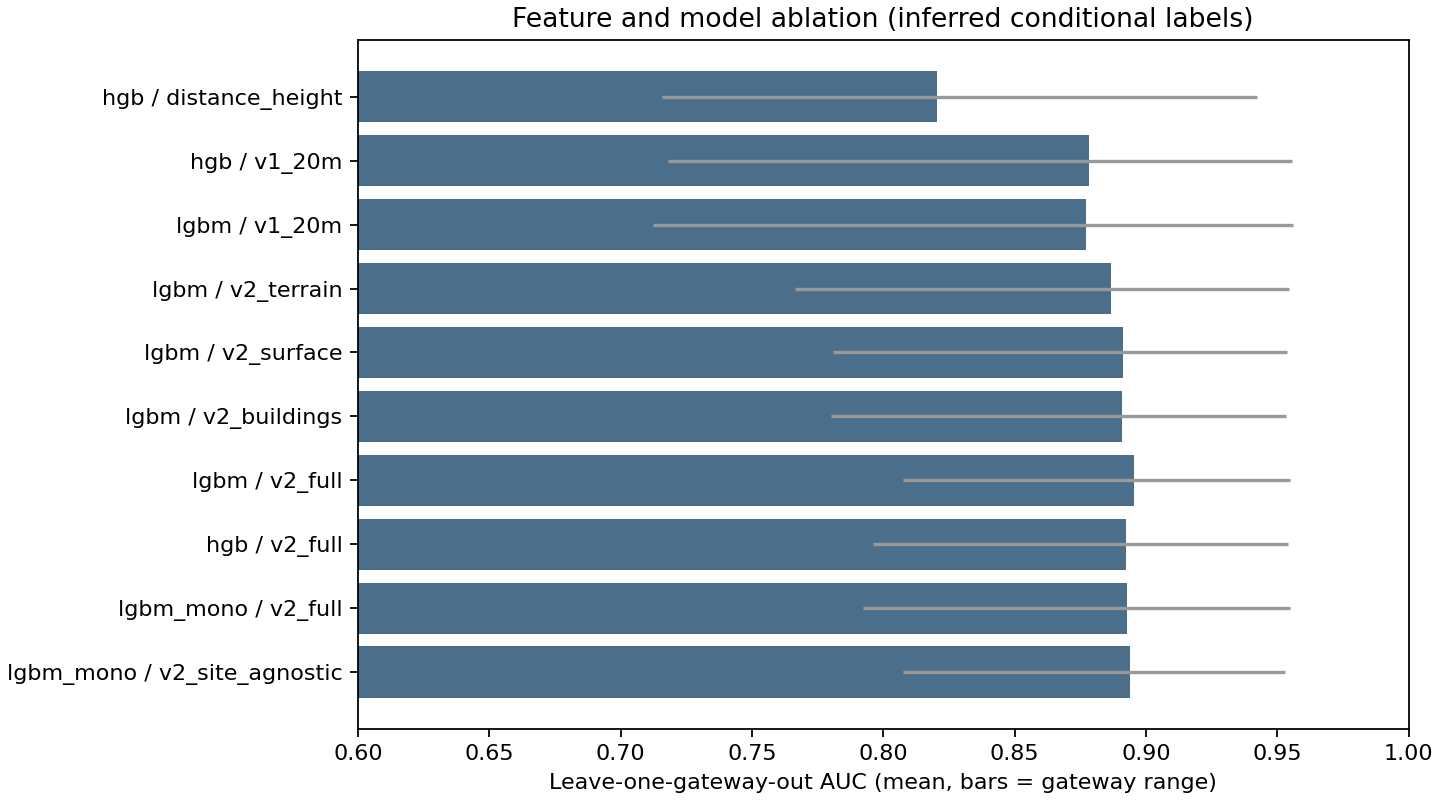 Feature and model ablation (inferred conditional labels)
hgb / distance_height
hgb / v1_20m
lgbm / v1_20m
lgbm / v2_terrain
lgbm / v2_surface
lgbm / v2_buildings
lgbm / v2_full
hgb / v2_full
lgbm_mono / v2_full
lgbm_mono / v2_site_agnostic
0.60 0.65 0.70 0.75 0.80 0.85 0.90 0.95 1.00
Leave-one-gateway-out AUC (mean, bars = gateway range)